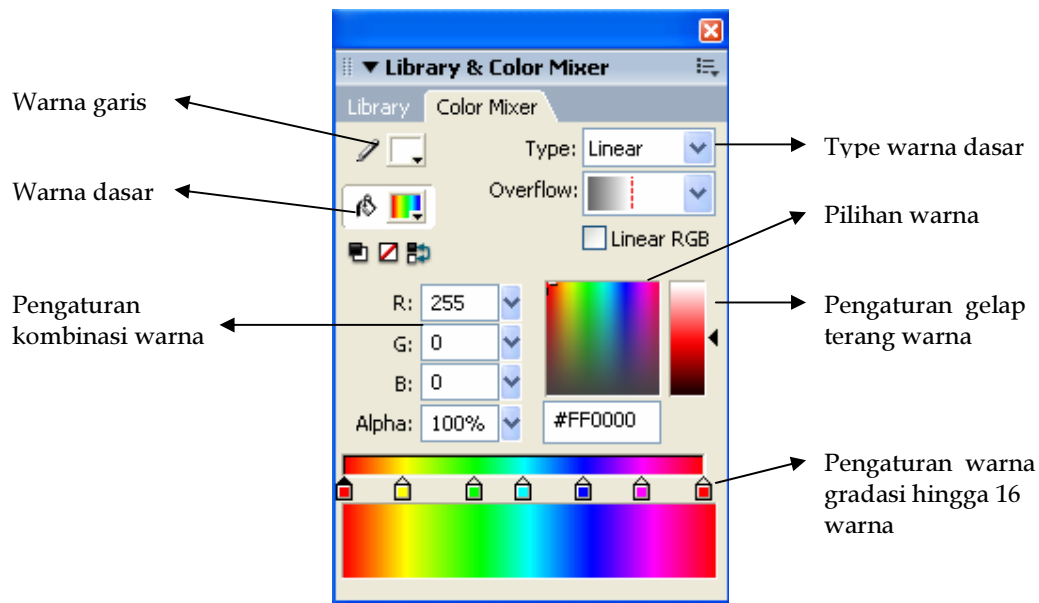 Library & Color Mixer
Library Color Mixer
Warna garis
Type: Linear
Type warna dasar
Warna dasar
Overflow:
Pilihan warna
Linear RGB
Pengaturan
kombinasi warna
R: 255
G: 0
B: 0
Alpha: 100%
#FF0000
Pengaturan gelap
terang warna
Pengaturan warna
gradasi hingga 16
warna